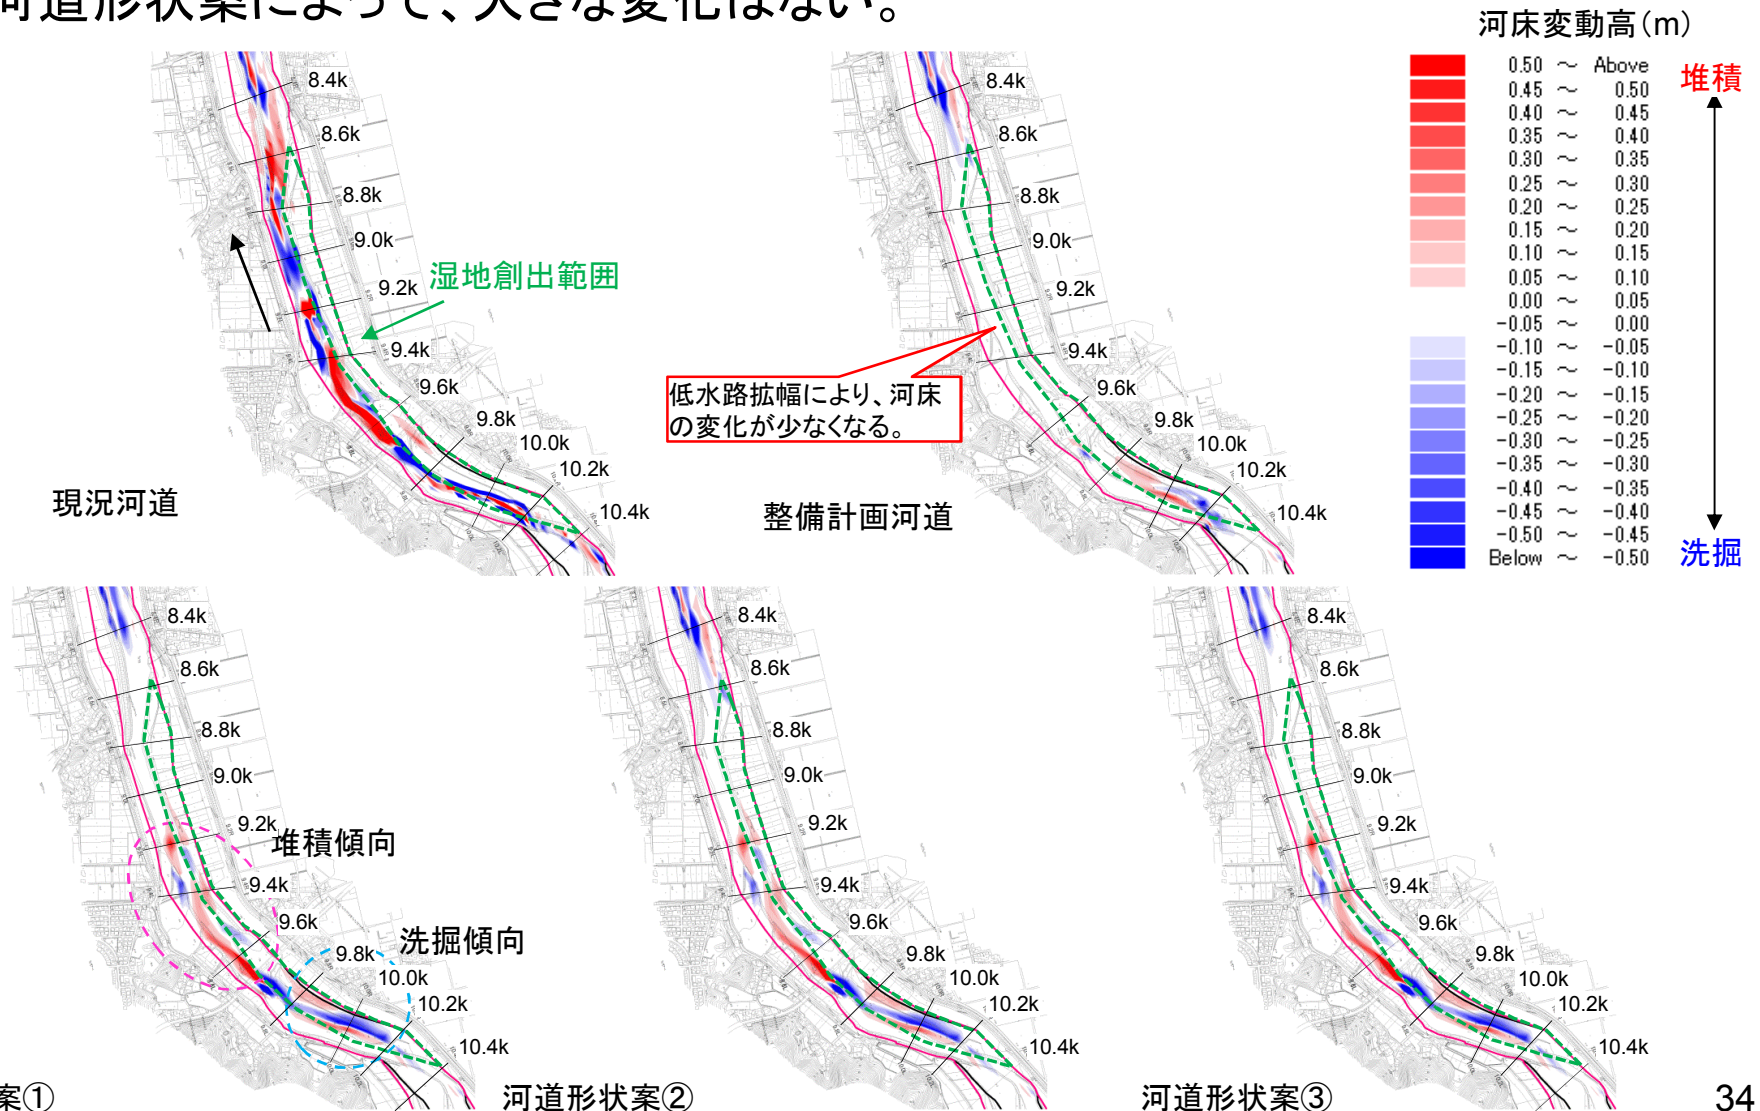 河道形状案によって、大きな変化はない。
河床変動高(m)
0.50 ～ Above
0.45 ～ 0.50
0.40 ～ 0.45
0.35 ～ 0.40
0.30 ～ 0.35
0.25 ～ 0.30
0.20 ～ 0.25
0.15 ～ 0.20
0.10 ～ 0.15
0.05 ～ 0.10
0.00 ～ 0.05
-0.05 ～ 0.00
-0.10 ～ -0.05
-0.15 ～ -0.10
-0.20 ～ -0.15
-0.25 ～ -0.20
-0.30 ～ -0.25
-0.35 ～ -0.30
-0.40 ～ -0.35
-0.45 ～ -0.40
-0.50 ～ -0.45
Below ～ -0.50
堆積
洗掘
8.4k
8.6k
8.8k
9.0k
9.2k
湿地創出範囲
9.4k
9.6k
9.8k
10.0k
10.2k
10.4k
現況河道
8.4k
8.6k
8.8k
9.0k
9.2k
9.4k
低水路拡幅により、河床
の変化が少なくなる。
9.6k
9.8k
10.0k
10.2k
10.4k
整備計画河道
8.4k
8.6k
8.8k
9.0k
9.2k
堆積傾向
9.4k
9.6k
洗掘傾向
9.8k
10.0k
10.2k
10.4k
案①
8.4k
8.6k
8.8k
9.0k
9.2k
9.4k
9.6k
9.8k
10.0k
10.2k
10.4k
河道形状案②
8.4k
8.6k
8.8k
9.0k
9.2k
9.4k
9.6k
9.8k
10.0k
10.2k
10.4k
河道形状案③
34